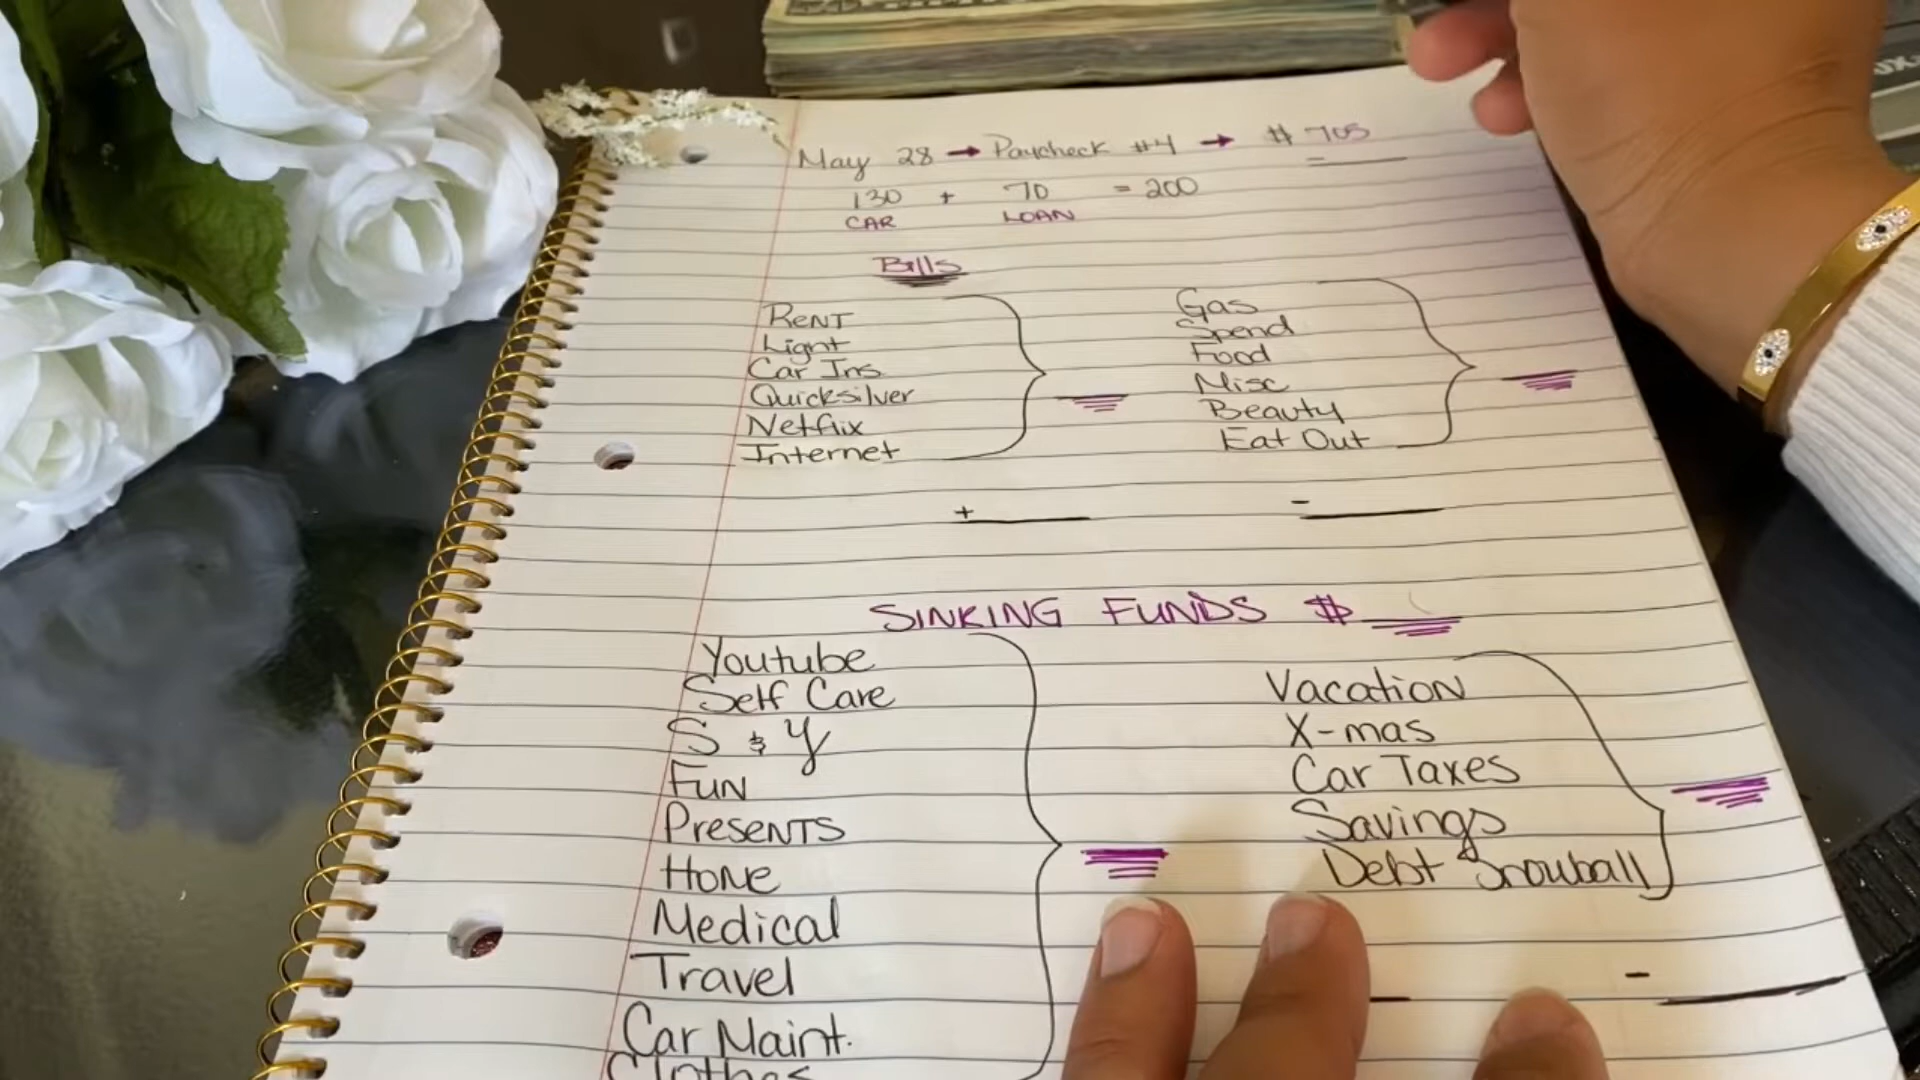 May 28 → Paycheck #4 → $ 705
130 + 70 = 200
CAR LOAN
Bills
Rent
Light
Car Ins.
Quicksilver
Netflix
Internet
Gas
Spend
Food
Misc
Beauty
Eat Out
+
-
SINKING FUNDS $
Youtube
Self Care
S & Y
Fun
Presents
Home
Medical
Travel
Car Maint.
Clothes
Vacation
X-mas
Car Taxes
Savings
Debt Snowball
-